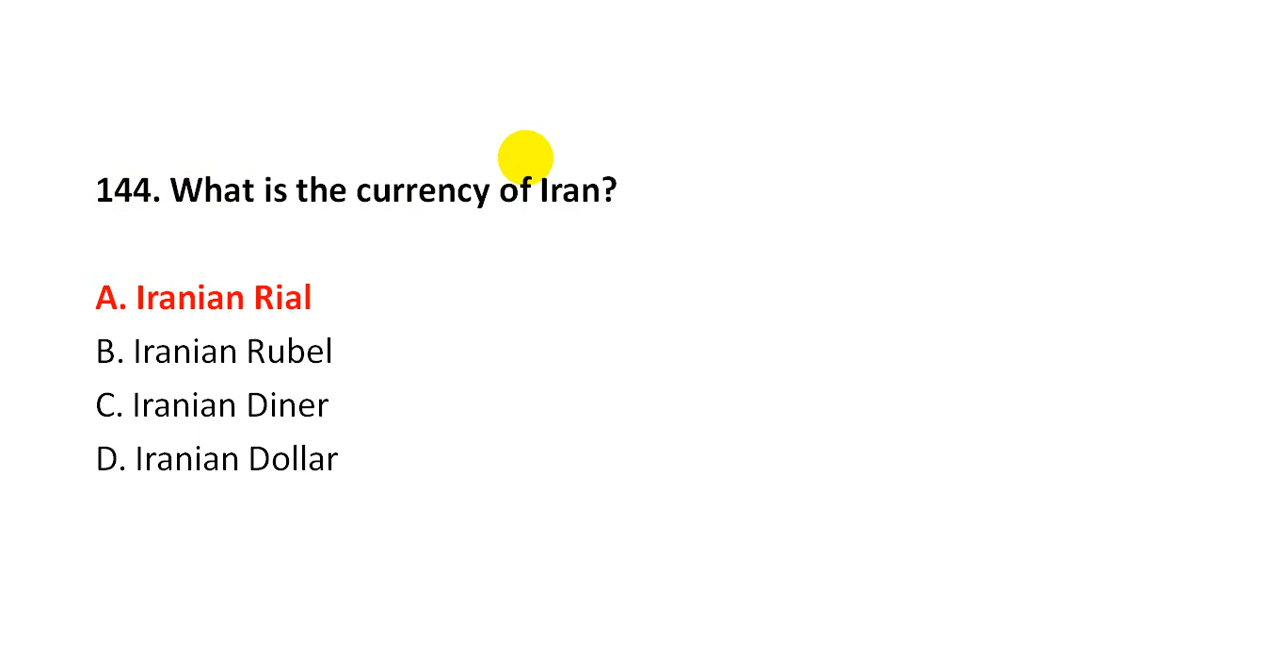 144. What is the currency of Iran?
A. Iranian Rial
B. Iranian Rubel
C. Iranian Diner
D. Iranian Dollar